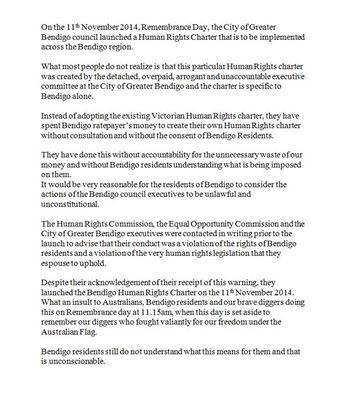 On the 11th November 2014, Remembrance Day, the City of Greater
Bendigo council launched a Human Rights Charter that is to be implemented
across the Bendigo region.
What most people do not realize is that this particular Human Rights charter
was created by the detached, overpaid, arrogant and unaccountable executive
committee at the City of Greater Bendigo and the charter is specific to
Bendigo alone.
Instead of adopting the existing Victorian Human Rights charter, they have
spent Bendigo ratepayer's money to create their own Human Rights charter
without consultation and without the consent of Bendigo Residents.
They have done this without accountability for the unnecessary waste of our
money and without Bendigo residents understanding what is being imposed
on them.
It would be very reasonable for the residents of Bendigo to consider the
actions of the Bendigo council executives to be unlawful and
unconstitutional.
The Human Rights Commission, the Equal Opportunity Commission and the
City of Greater Bendigo executives were contacted in writing prior to the
launch to advise that their conduct was a violation of the rights of Bendigo
residents and a violation of the very human rights legislation that they
espouse to uphold.
Despite their acknowledgement of their receipt of this warning, they
launched the Bendigo Human Rights Charter on the 11th November 2014.
What an insult to Australians, Bendigo residents and our brave diggers doing
this on Remembrance day at 11.15am, when this day is set aside to
remember our diggers who fought valiantly for our freedom under the
Australian Flag.
Bendigo residents still do not understand what this means for them and that
is unconscionable.